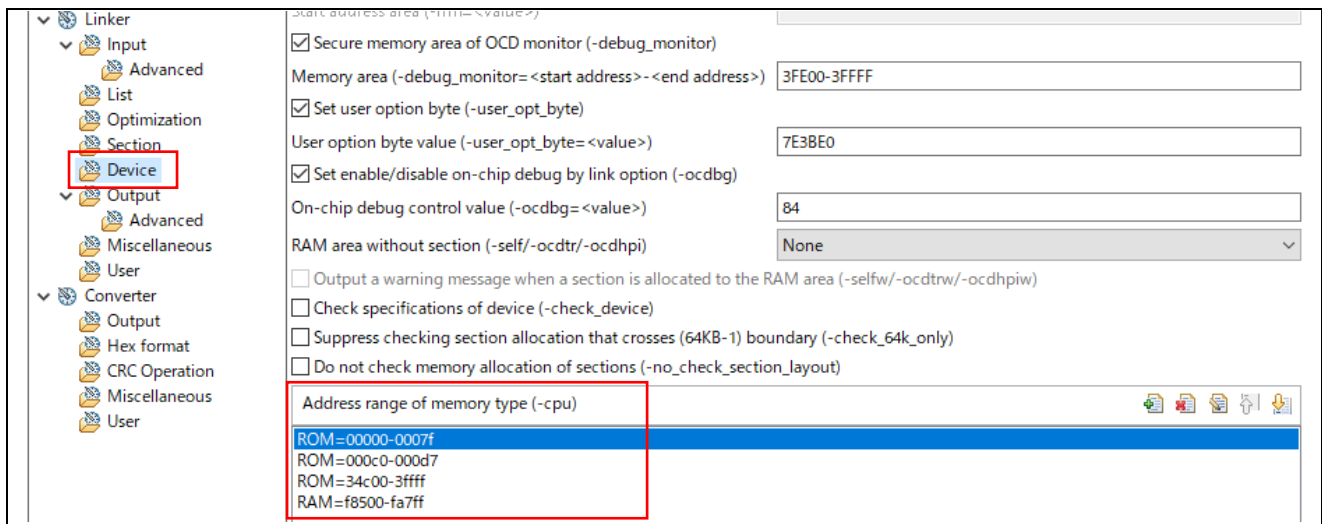 Linker
Input
Advanced
List
Optimization
Section
Device
Output
Advanced
Miscellaneous
User
Converter
Output
Hex format
CRC Operation
Miscellaneous
User
Secure memory area of OCD monitor (-debug_monitor)
Memory area (-debug_monitor=<start address>-<end address>) 3FE00-3FFFF
Set user option byte (-user_opt_byte)
User option byte value (-user_opt_byte=<value>) 7E3BE0
Set enable/disable on-chip debug by link option (-ocdbg)
On-chip debug control value (-ocdbg=<value>) 84
RAM area without section (-self/-ocdtr/-ocdhpi) None
Output a warning message when a section is allocated to the RAM area (-selfw/-ocdtrw/-ocdhpiw)
Check specifications of device (-check_device)
Suppress checking section allocation that crosses (64KB-1) boundary (-check_64k_only)
Do not check memory allocation of sections (-no_check_section_layout)
Address range of memory type (-cpu)
ROM=00000-0007f
ROM=000c0-000d7
ROM=34c00-3ffff
RAM=f8500-fa7ff